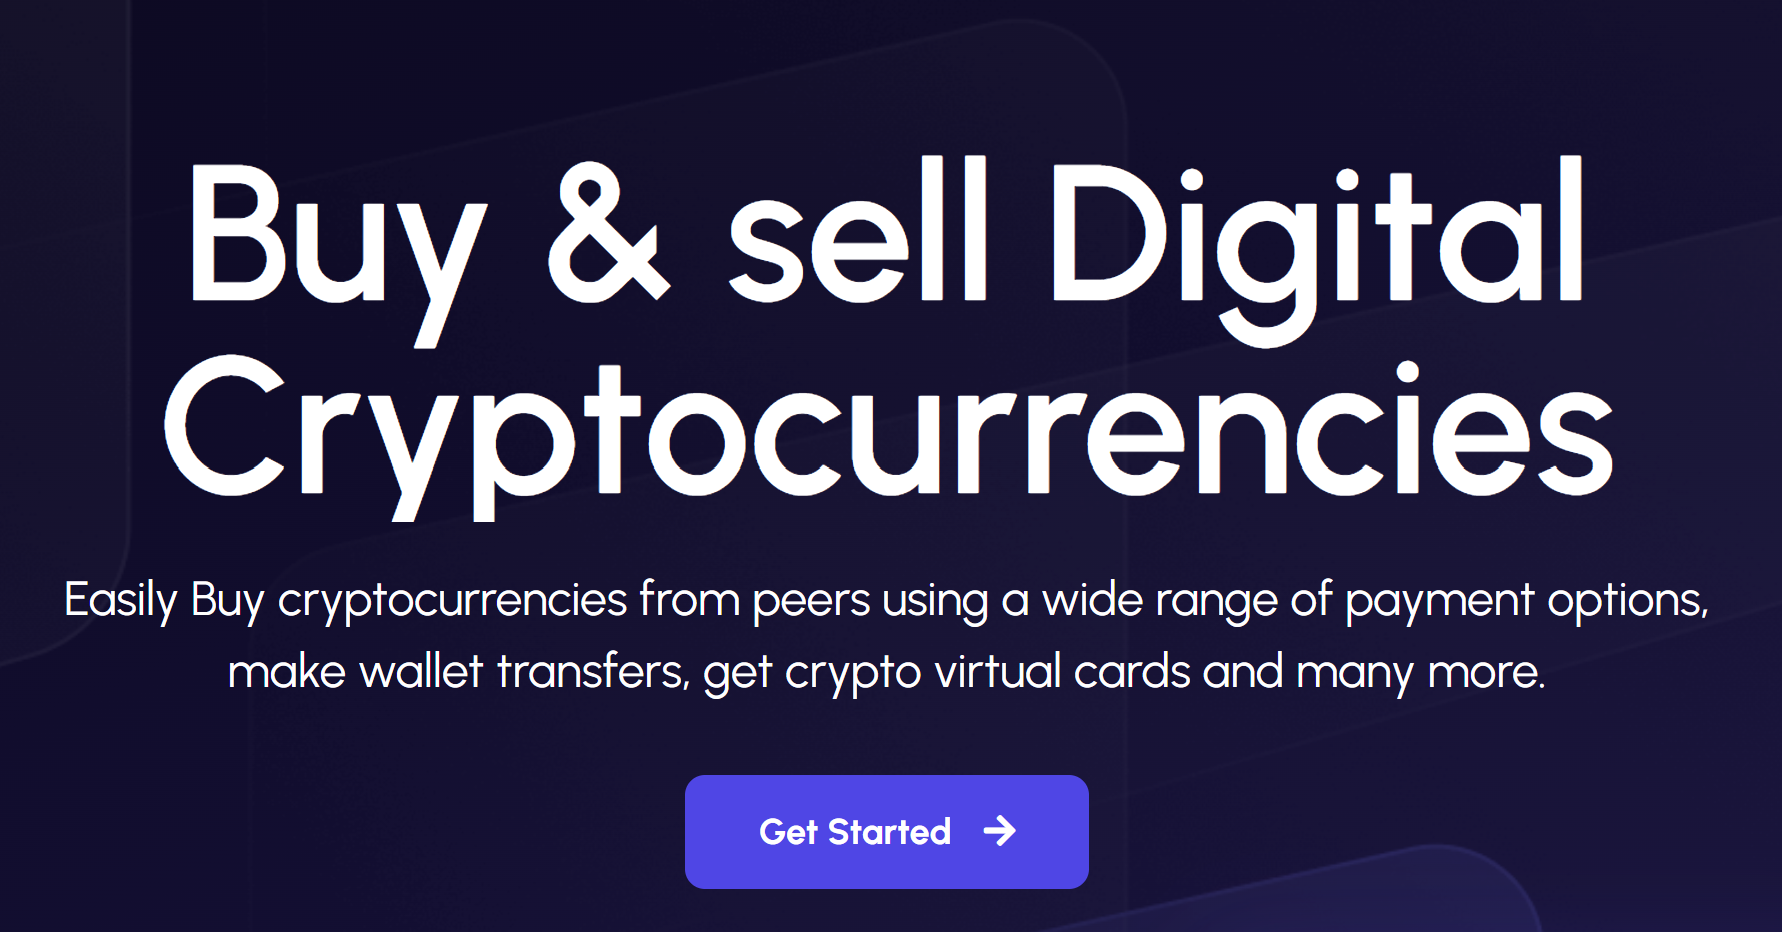 Buy & sell Digital
Cryptocurrencies
Easily Buy cryptocurrencies from peers using a wide range of payment options,
make wallet transfers, get crypto virtual cards and many more.
Get Started